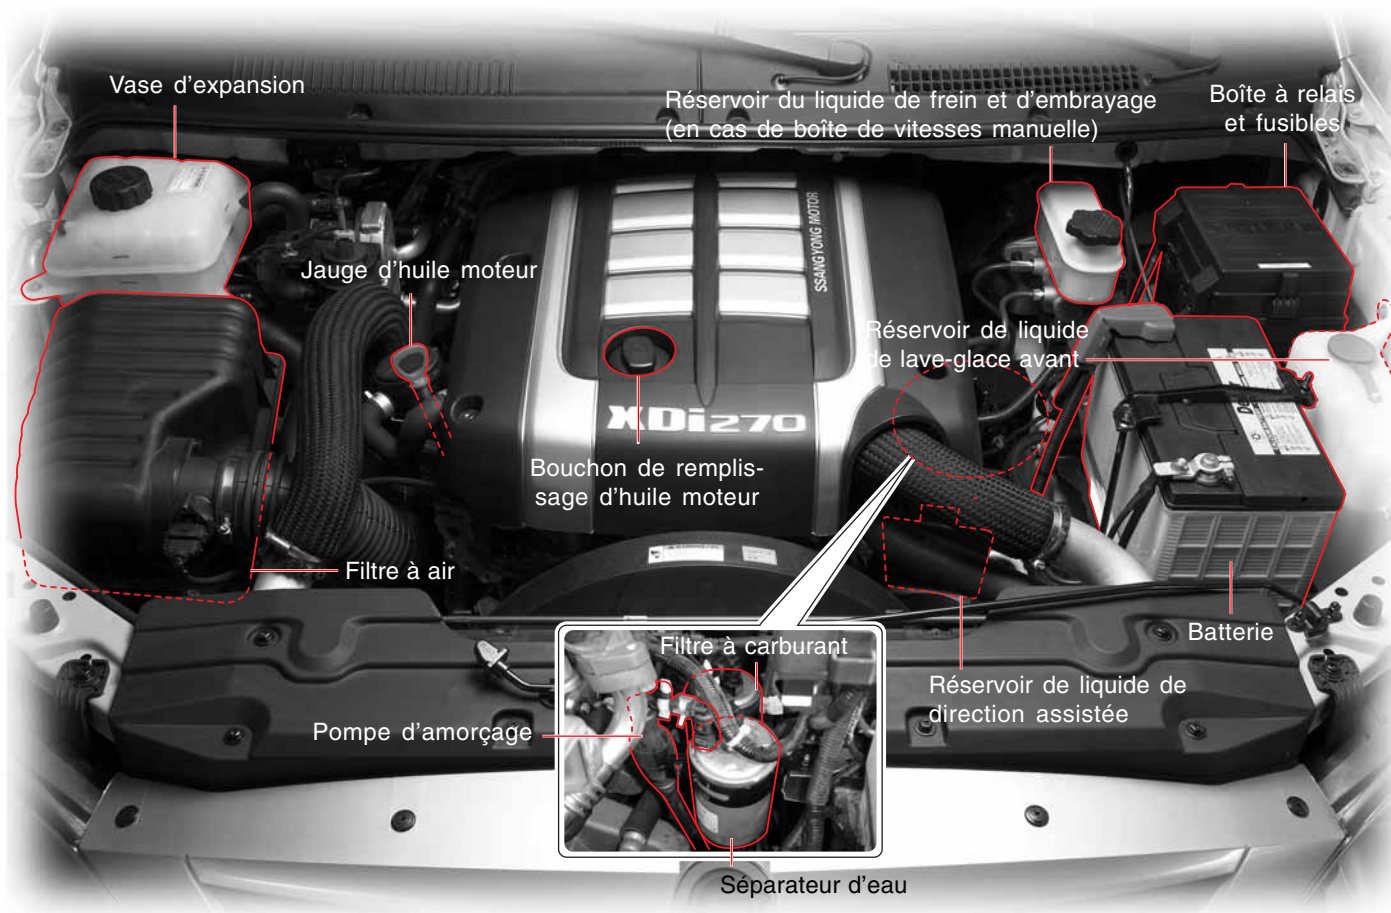 Vase d'expansion
Réservoir du liquide de frein et d'embrayage
(en cas de boîte de vitesses manuelle)
Boîte à relais
et fusibles
SSANGYONG MOTOR
Jauge d'huile moteur
Réservoir de liquide
de lave-glace avant
XDi270
Bouchon de remplis-
sage d'huile moteur
Filtre à air
Batterie
Filtre à carburant
Réservoir de liquide de
direction assistée
Pompe d'amorçage
Séparateur d'eau